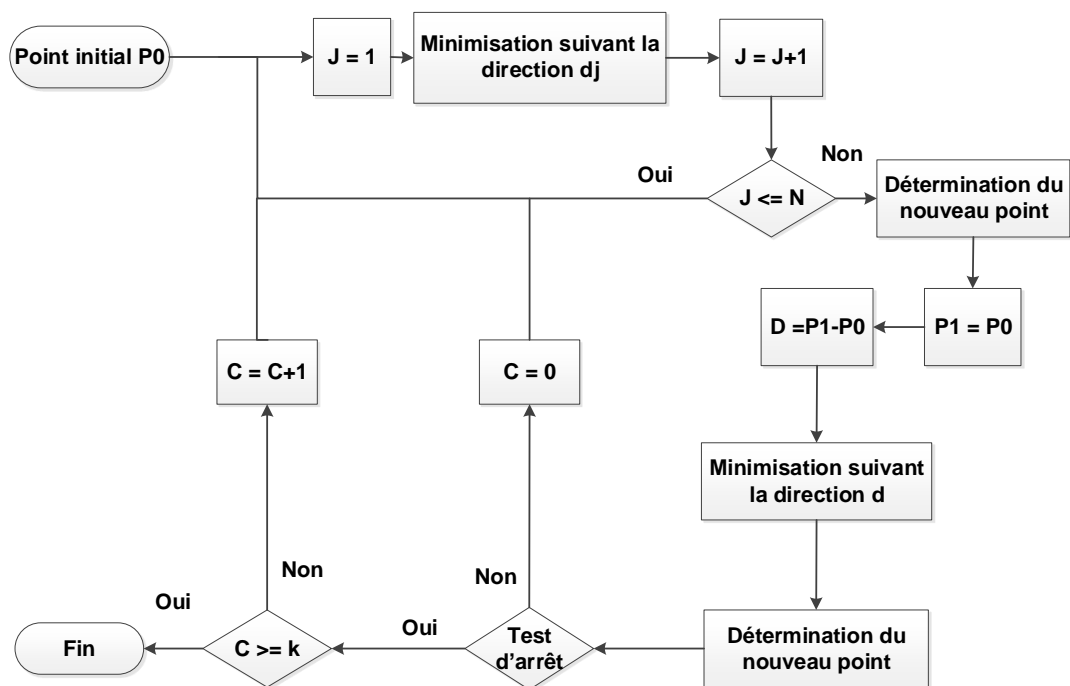 Point initial P0
J = 1
Minimisation suivant la
direction dj
J = J+1
Oui
J <= N
Non
Détermination du
nouveau point
D =P1-P0
P1 = P0
C = C+1
C = 0
Minimisation suivant
la direction d
Non
Non
Oui
Oui
Fin
C >= k
Test
d'arrêt
Détermination du
nouveau point